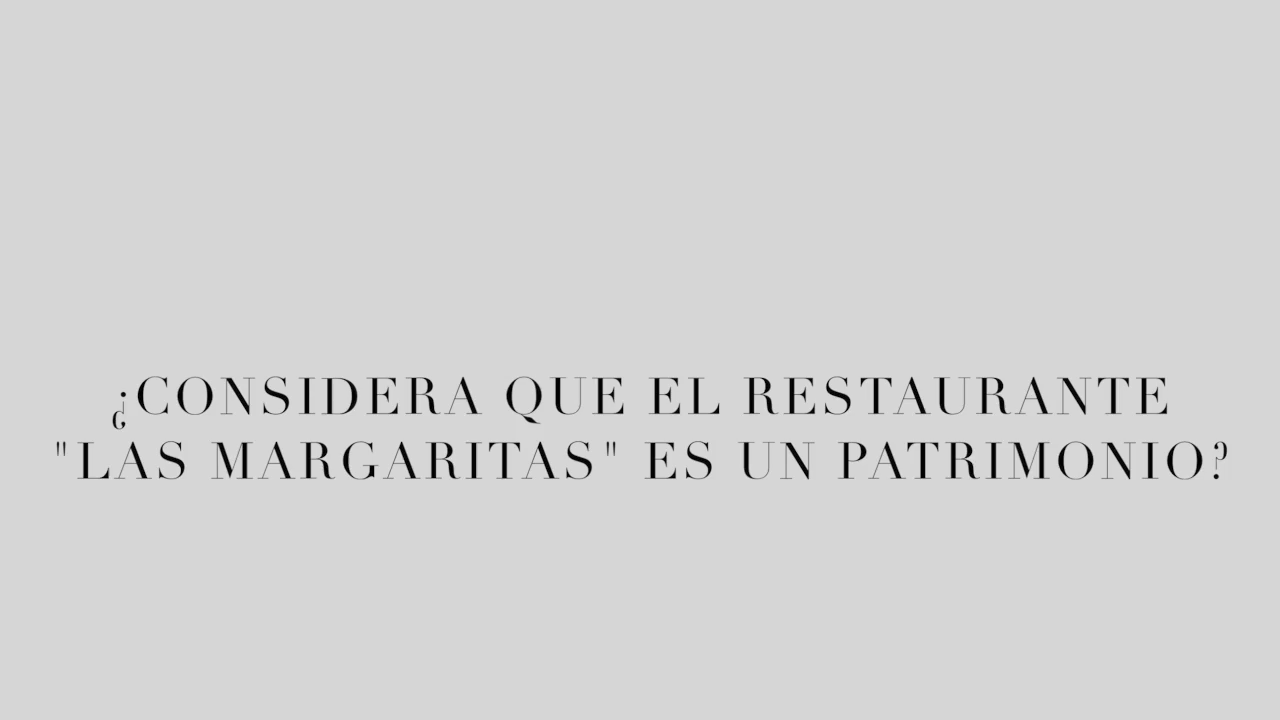 ¿CONSIDERA QUE EL RESTAURANTE
"LAS MARGARITAS" ES UN PATRIMONIO?